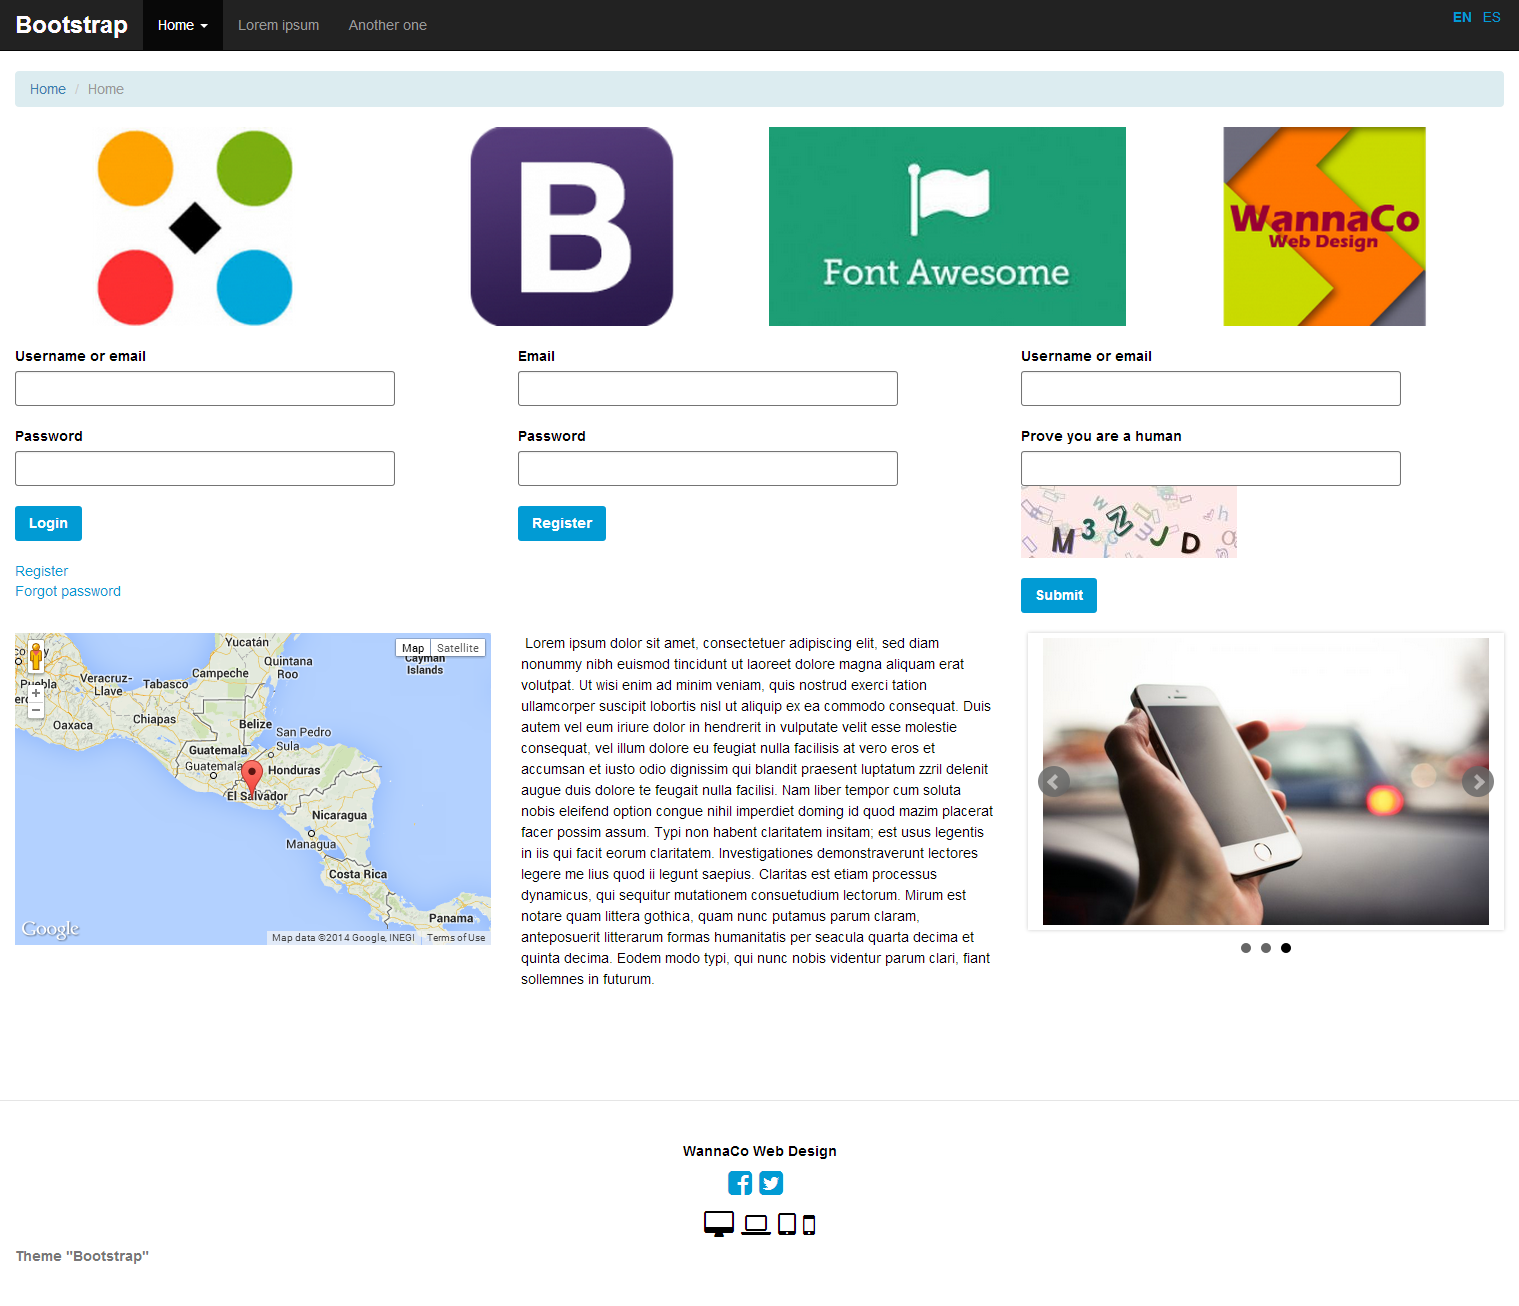 Bootstrap
Home
Lorem ipsum
Another one
EN ES
Home / Home
B
Font Awesome
WannaCo
Web Design
Username or email
Password
Login
Register
Forgot password
Email
Password
Register
Username or email
Prove you are a human
M3NJD
Submit
Map Satellite
Yucatán
Cayman
Islands
Quintana
Roo
Campeche
Veracruz-
Llave
Tabasco
Oaxaca
Chiapas
Belize
San Pedro
Sula
Guatemala
Guatemala
Honduras
El Salvador
Nicaragua
Managua
Costa Rica
Panama
Google
Map data ©2014 Google, INEGI
Terms of Use
Lorem ipsum dolor sit amet, consectetuer adipiscing elit, sed diam
nonummy nibh euismod tincidunt ut laoreet dolore magna aliquam erat
volutpat. Ut wisi enim ad minim veniam, quis nostrud exerci tation
ullamcorper suscipit lobortis nisl ut aliquip ex ea commodo consequat. Duis
autem vel eum iriure dolor in hendrerit in vulputate velit esse molestie
consequat, vel illum dolore eu feugiat nulla facilisis at vero eros et
accumsan et iusto odio dignissim qui blandit praesent luptatum zzril delenit
augue duis dolore te feugait nulla facilisi. Nam liber tempor cum soluta
nobis eleifend option congue nihil imperdiet doming id quod mazim placerat
facer possim assum. Typi non habent claritatem insitam; est usus legentis
in iis qui facit eorum claritatem. Investigationes demonstraverunt lectores
legere me lius quod ii legunt saepius. Claritas est etiam processus
dynamicus, qui sequitur mutationem consuetudium lectorum. Mirum est
notare quam littera gothica, quam nunc putamus parum claram,
anteposuerit litterarum formas humanitatis per seacula quarta decima et
quinta decima. Eodem modo typi, qui nunc nobis videntur parum clari, fiant
sollemnes in futurum.
WannaCo Web Design
Theme "Bootstrap"